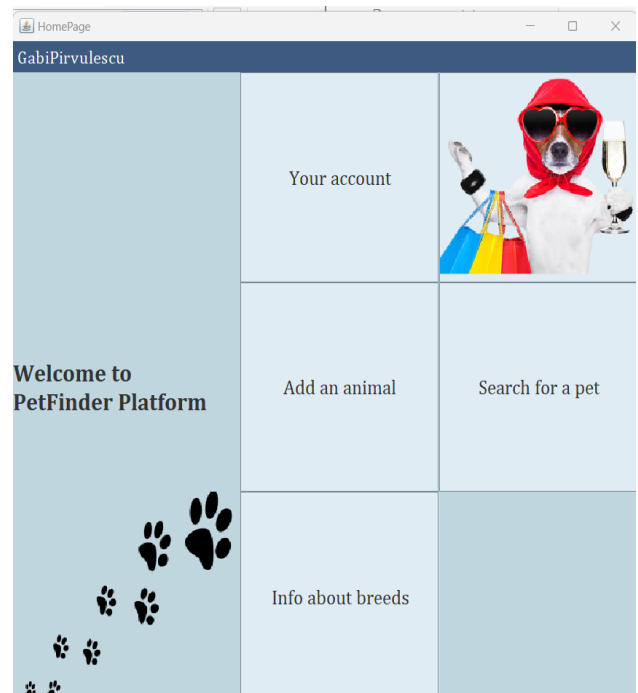 HomePage
GabiPirvulescu
Your account
Welcome to
PetFinder Platform
Add an animal
Search for a pet
Info about breeds